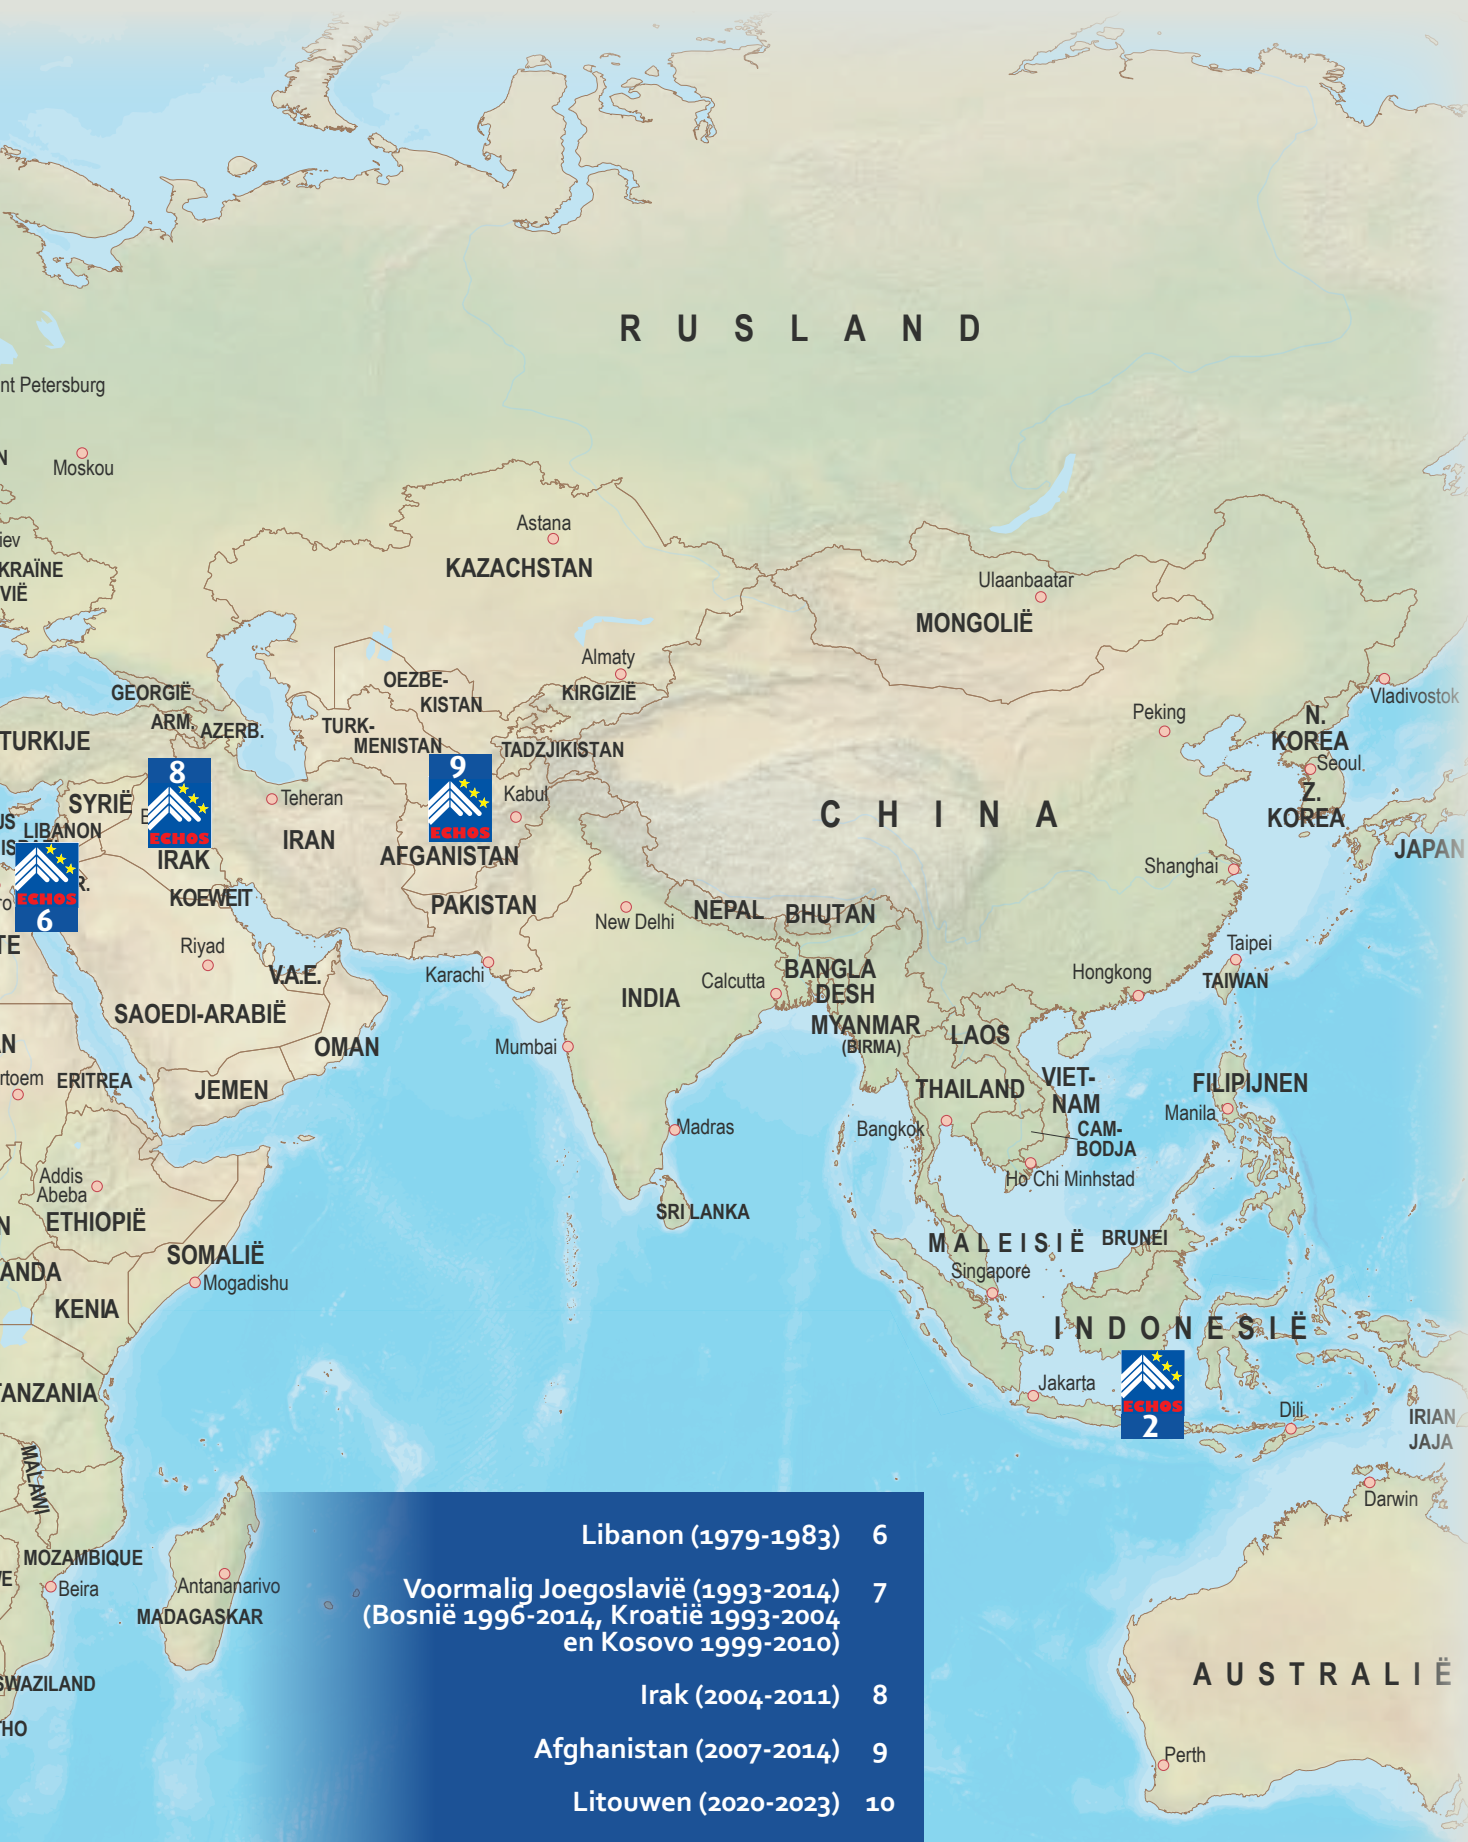 RUSLAND
nt Petersburg
N
Moskou
iev
KRAÏNE
VIË
Astana
KAZACHSTAN
Ulaanbaatar
MONGOLIË
Almaty
OEZBE-
KISTAN
KIRGIZIË
GEORGIË
ARM.
AZERB.
TURK-
MENISTAN
TADZJIKISTAN
TURKIJE
Peking
Vladivostok
N.
KOREA
Seoul
Z.
KOREA
JAPAN
8
ECHOS
9
ECHOS
Kabul
SYRIË
Teheran
IRAN
CHINA
US
LIBANON
IRAK
AFGANISTAN
Shanghai
ECHOS
6
R.
KOEWEIT
PAKISTAN
New Delhi
NEPAL
BHUTAN
TE
Riyad
V.A.E.
Karachi
Calcutta
BANGLA
DESH
Hongkong
Taipei
TAIWAN
INDIA
SAOEDI-ARABIË
MYANMAR
(BIRMA)
LAOS
AN
OMAN
Mumbai
rtoem
ERITREA
JEMEN
THAILAND
VIET-
NAM
FILIPIJNEN
Manila
Madras
Bangkok
CAM-
BODJA
Addis
Abeba
Ho Chi Minhstad
SRI LANKA
N
ETHIOPIË
SOMALIË
MALEISIË
BRUNEI
ANDA
Mogadishu
Singapore
KENIA
INDONESIË
TANZANIA
Jakarta
ECHOS
2
Dili
IRIAN
JAJA
MALAWI
Darwin
MOZAMBIQUE
WE
Beira
Antananarivo
MADAGASKAR
SWAZILAND
THO
AUSTRALIË
Perth
Libanon (1979-1983) 6
Voormalig Joegoslavië (1993-2014) 7
(Bosnië 1996-2014, Kroatië 1993-2004
en Kosovo 1999-2010)
Irak (2004-2011) 8
Afghanistan (2007-2014) 9
Litouwen (2020-2023) 10